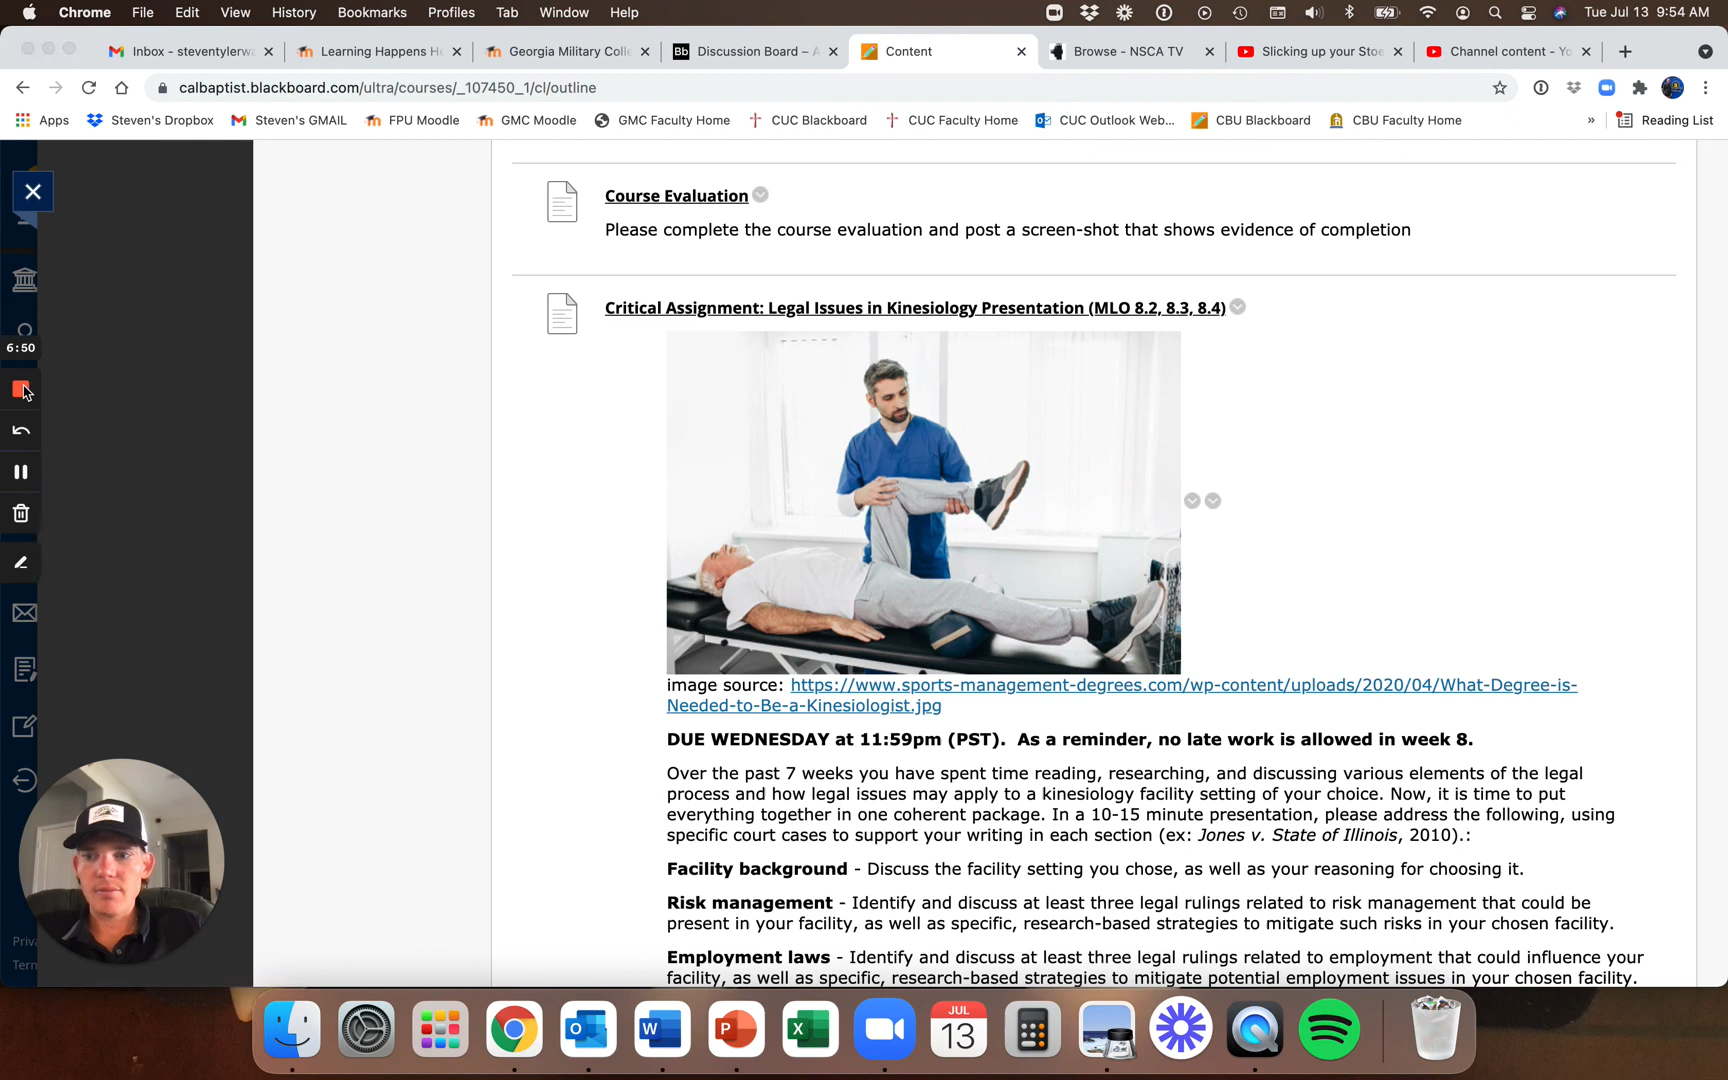 Chrome File Edit View History Bookmarks Profiles Tab Window Help Tue Jul 13 9:54 AM
Inbox - steventylerwa Learning Happens He Georgia Military Colle Bb Discussion Board – A Content Browse - NSCA TV Slicking up your Stoe Channel content - Yo
calbaptist.blackboard.com/ultra/courses/_107450_1/cl/outline
Apps Steven's Dropbox Steven's GMAIL FPU Moodle GMC Moodle GMC Faculty Home CUC Blackboard CUC Faculty Home CUC Outlook Web... CBU Blackboard CBU Faculty Home » Reading List
Course Evaluation
Please complete the course evaluation and post a screen-shot that shows evidence of completion
Critical Assignment: Legal Issues in Kinesiology Presentation (MLO 8.2, 8.3, 8.4)
6:50
image source: https://www.sports-management-degrees.com/wp-content/uploads/2020/04/What-Degree-is-
Needed-to-Be-a-Kinesiologist.jpg
DUE WEDNESDAY at 11:59pm (PST). As a reminder, no late work is allowed in week 8.
Over the past 7 weeks you have spent time reading, researching, and discussing various elements of the legal
process and how legal issues may apply to a kinesiology facility setting of your choice. Now, it is time to put
everything together in one coherent package. In a 10-15 minute presentation, please address the following, using
specific court cases to support your writing in each section (ex: Jones v. State of Illinois, 2010).:
Facility background - Discuss the facility setting you chose, as well as your reasoning for choosing it.
Risk management - Identify and discuss at least three legal rulings related to risk management that could be
present in your facility, as well as specific, research-based strategies to mitigate such risks in your chosen facility.
Priva
Employment laws - Identify and discuss at least three legal rulings related to employment that could influence your
Term
facility, as well as specific, research-based strategies to mitigate potential employment issues in your chosen facility.
O W P X JUL
13